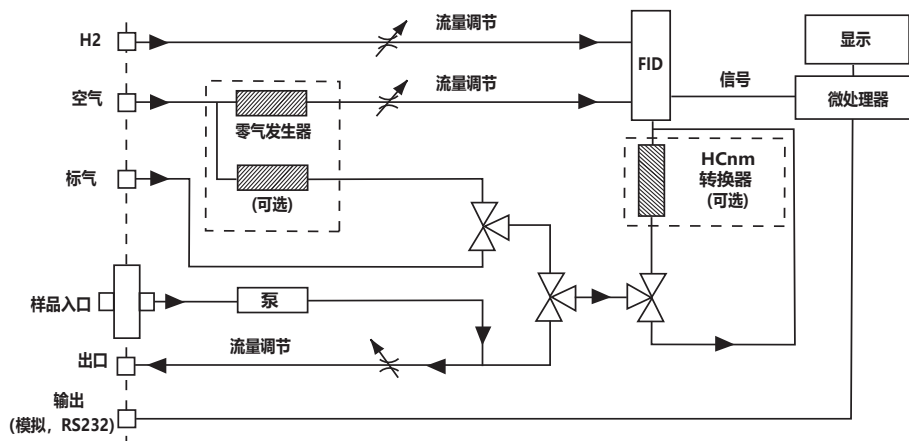 H2
流量调节
FID
显示
空气
流量调节
信号
微处理器
零气发生器
标气
(可选)
HCnm
转换器
(可选)
样品入口
泵
出口
流量调节
输出
(模拟，RS232)